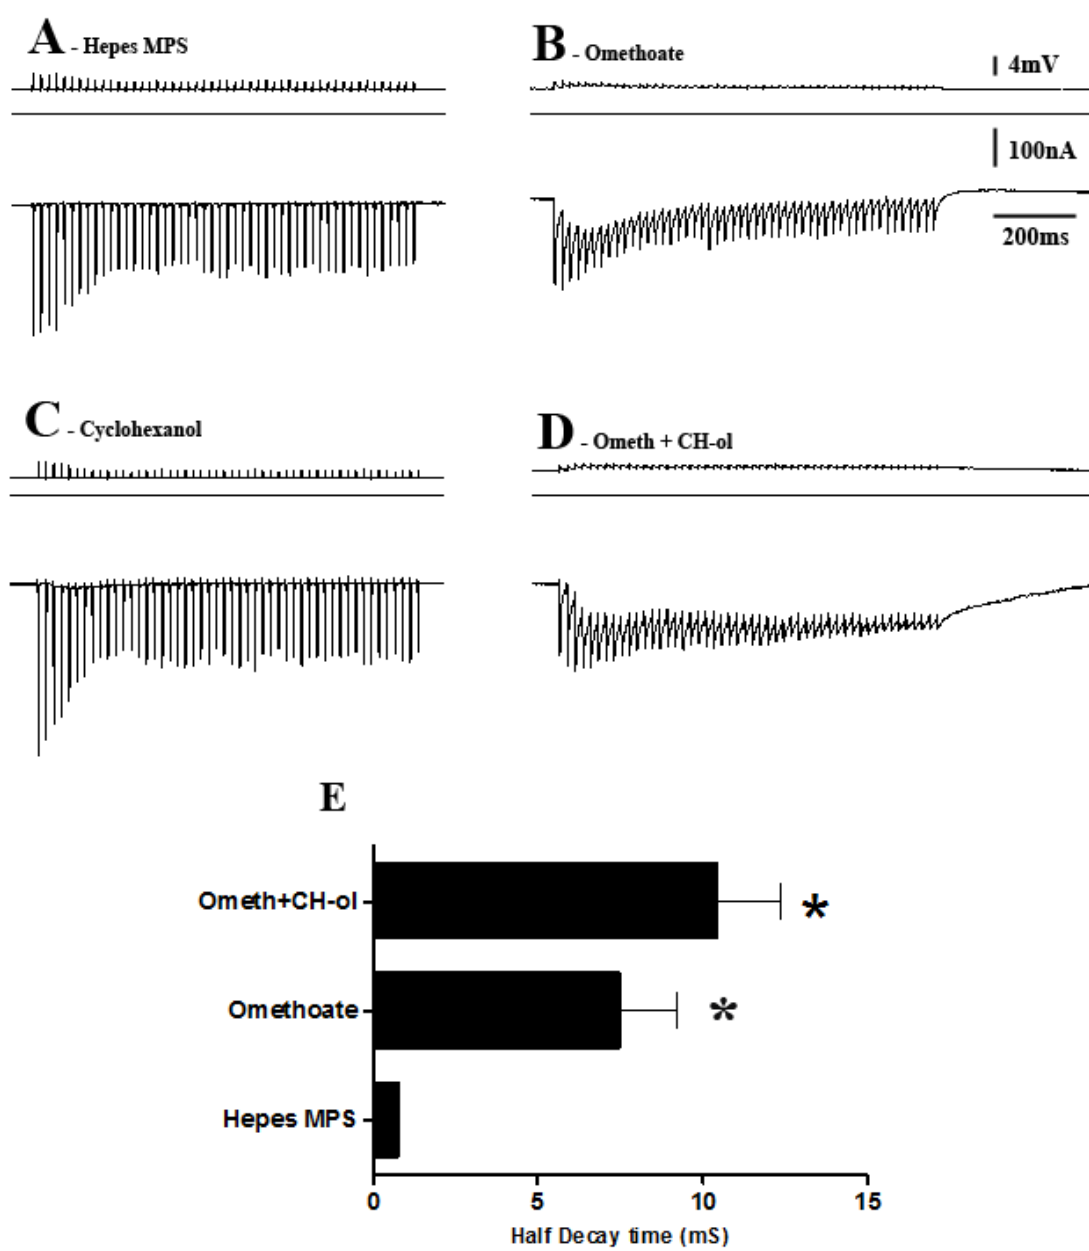 A - Hepes MPS
B - Omethoate
4mV
100nA
200ms
C - Cyclohexanol
D - Ometh + CH-ol
E
Ometh+CH-ol
*
Omethoate
*
Hepes MPS
0 5 10 15
Half Decay time (mS)